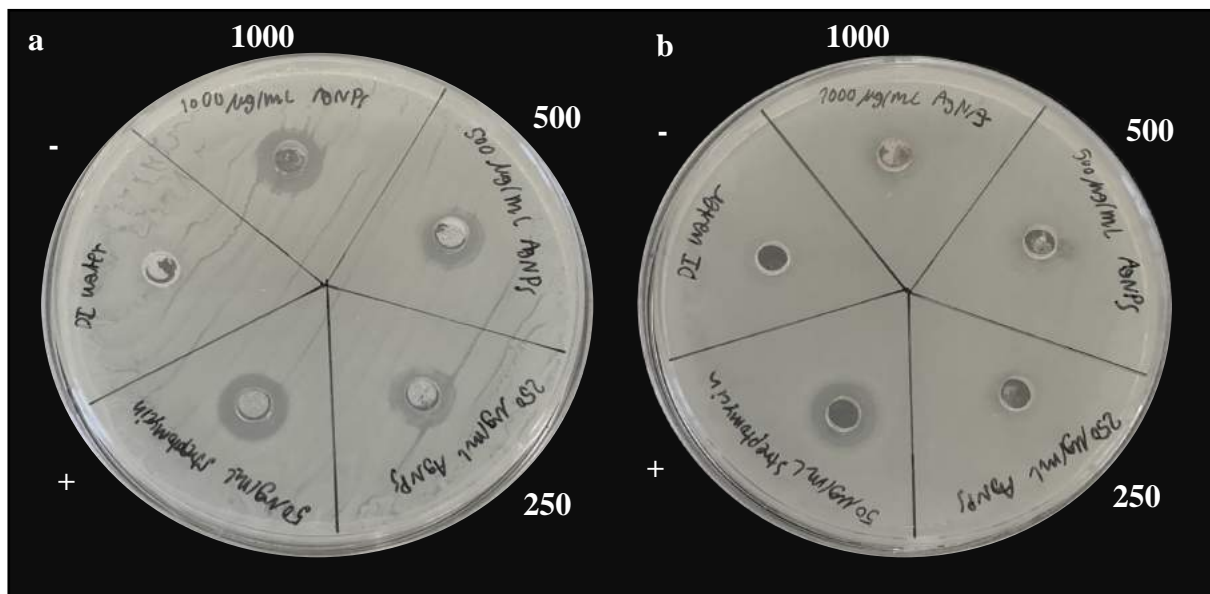 a
1000
1000 µg/mL AgNPs
500
500 µg/mL AgNPs
-
DI water
+
50 µg/mL Streptomycin
250 µg/mL AgNPs
250
b
1000
1000 µg/mL AgNPs
500
500 µg/mL AgNPs
-
DI water
+
50 µg/mL Streptomycin
250 µg/mL AgNPs
250